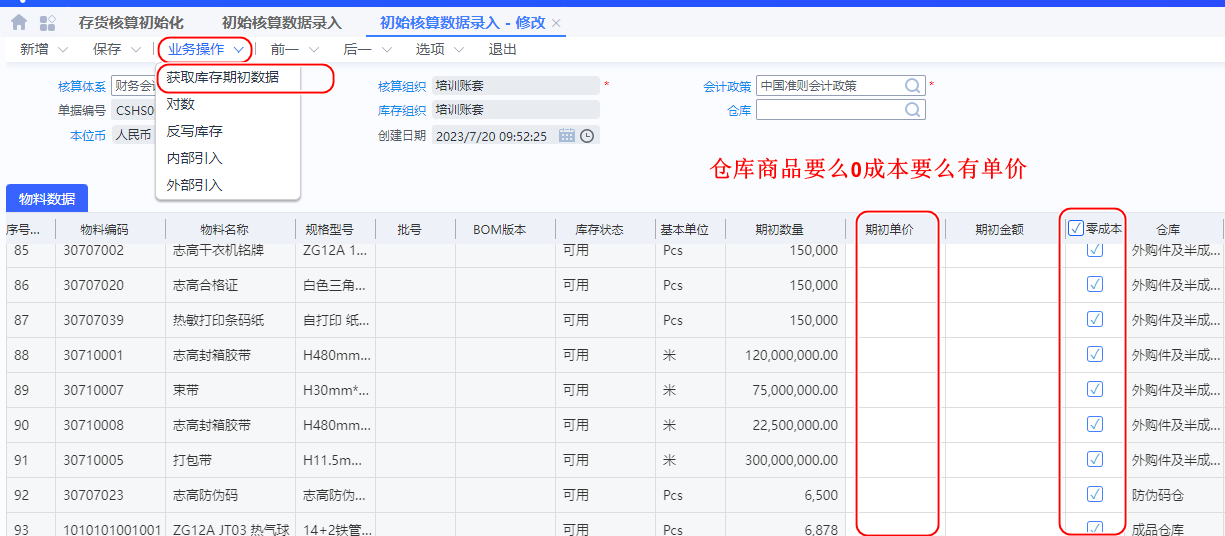 存货核算初始化 初始核算数据录入 初始核算数据录入 - 修改
新增 保存 业务操作 前一 后一 选项 退出
获取库存期初数据
对数
反写库存
内部引入
外部引入
核算体系 财务会 核算组织 培训账套 * 会计政策 中国准则会计政策 *
单据编号 CSHS0 库存组织 培训账套 仓库
本位币 人民币 创建日期 2023/7/20 09:52:25
仓库商品要么0成本要么有单价
物料数据
序号... 物料编码 物料名称 规格型号 批号 BOM版本 库存状态 基本单位 期初数量 期初单价 期初金额 零成本 仓库
85 30707002 志高干衣机铭牌 ZG12A 1... 可用 Pcs 150,000 外购件及半成...
86 30707020 志高合格证 白色三角... 可用 Pcs 150,000 外购件及半成...
87 30707039 热敏打印条码纸 自打印 纸... 可用 Pcs 150,000 外购件及半成...
88 30710001 志高封箱胶带 H480mm... 可用 米 120,000,000.00 外购件及半成...
89 30710007 束带 H30mm*... 可用 米 75,000,000.00 外购件及半成...
90 30710008 志高封箱胶带 H480mm... 可用 米 22,500,000.00 外购件及半成...
91 30710005 打包带 H11.5m... 可用 米 300,000,000.00 外购件及半成...
92 30707023 志高防伪码 志高防伪... 可用 Pcs 6,500 防伪码仓
93 1010101001001 ZG12A JT03 热气球 14+2铁管... 可用 Pcs 6,878 成品仓库